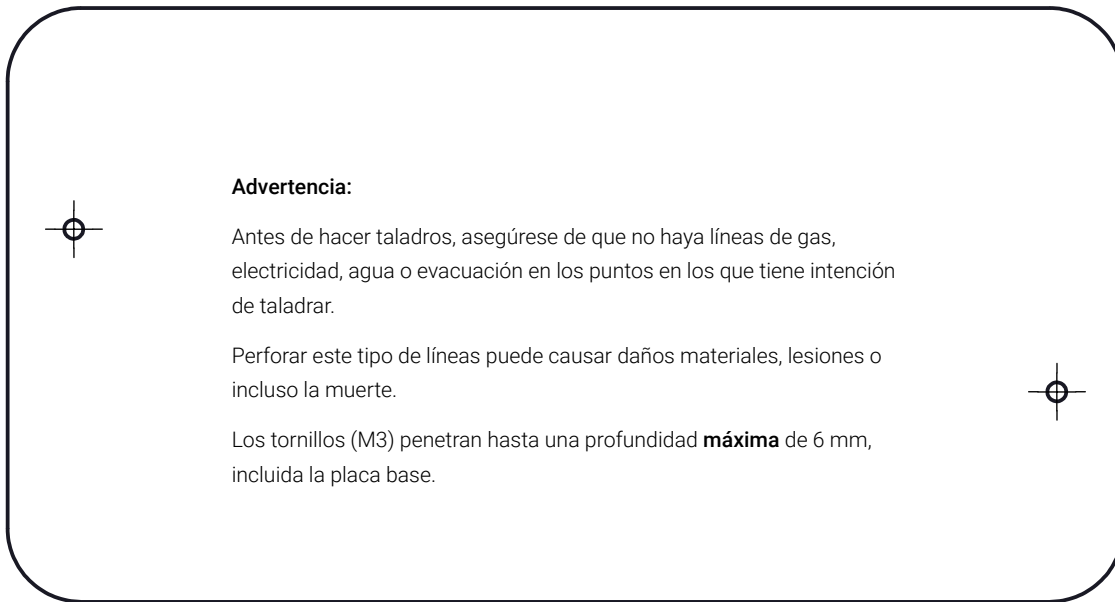 Advertencia:
Antes de hacer taladros, asegúrese de que no haya líneas de gas,
electricidad, agua o evacuación en los puntos en los que tiene intención
de taladrar.
Perforar este tipo de líneas puede causar daños materiales, lesiones o
incluso la muerte.
Los tornillos (M3) penetran hasta una profundidad máxima de 6 mm,
incluida la placa base.